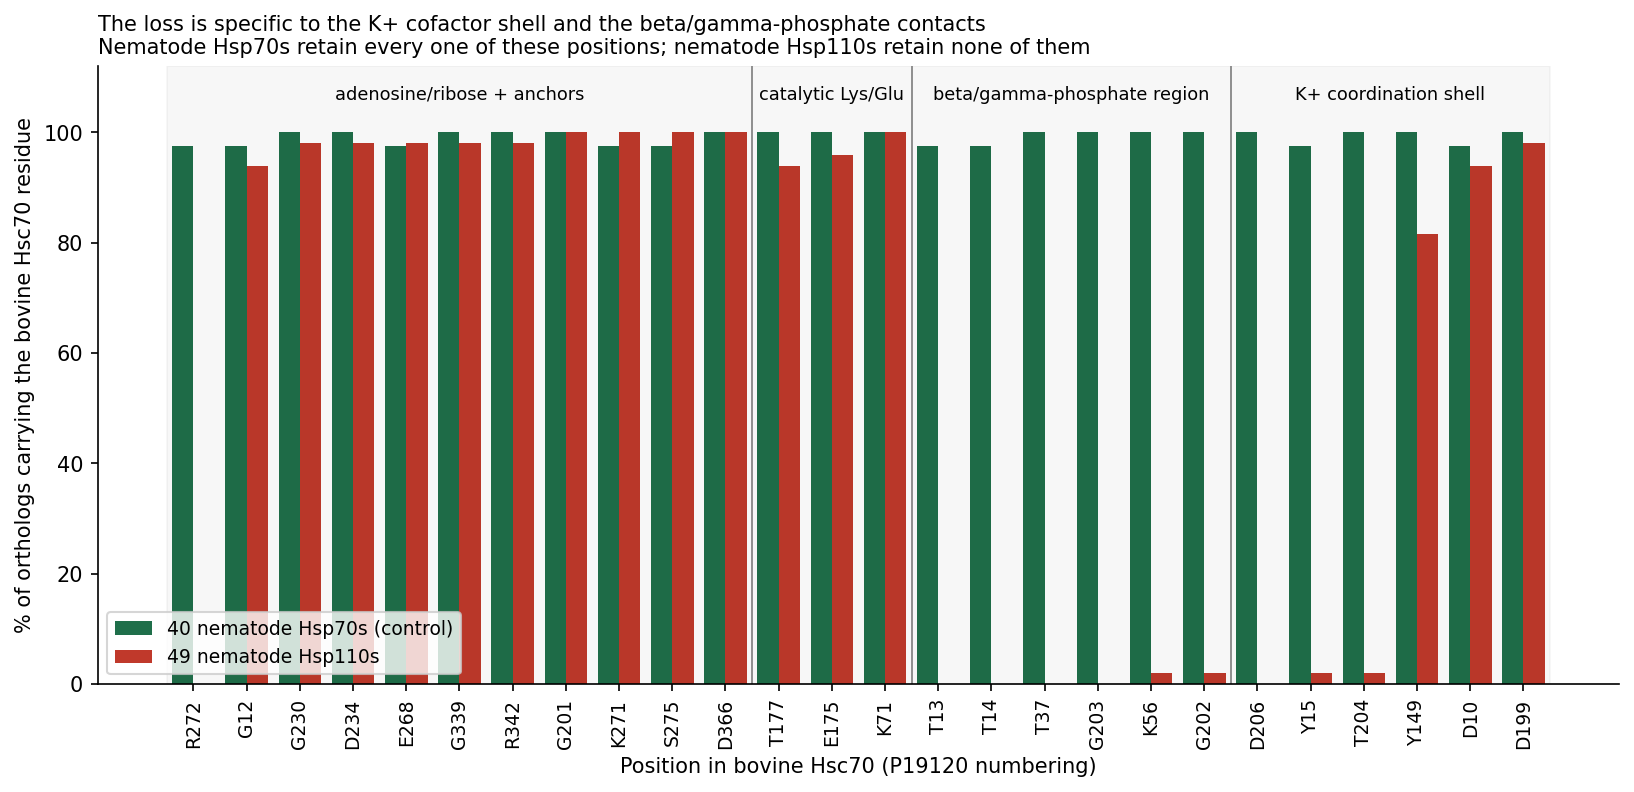 The loss is specific to the K+ cofactor shell and the beta/gamma-phosphate contacts
Nematode Hsp70s retain every one of these positions; nematode Hsp110s retain none of them
adenosine/ribose + anchors
catalytic Lys/Glu
beta/gamma-phosphate region
K+ coordination shell
% of orthologs carrying the bovine Hsc70 residue
100
80
60
40
20
0
40 nematode Hsp70s (control)
49 nematode Hsp110s
R272
G12
G230
D234
E268
G339
R342
G201
K271
S275
D366
T177
E175
K71
T13
T14
T37
G203
K56
G202
D206
Y15
T204
Y149
D10
D199
Position in bovine Hsc70 (P19120 numbering)